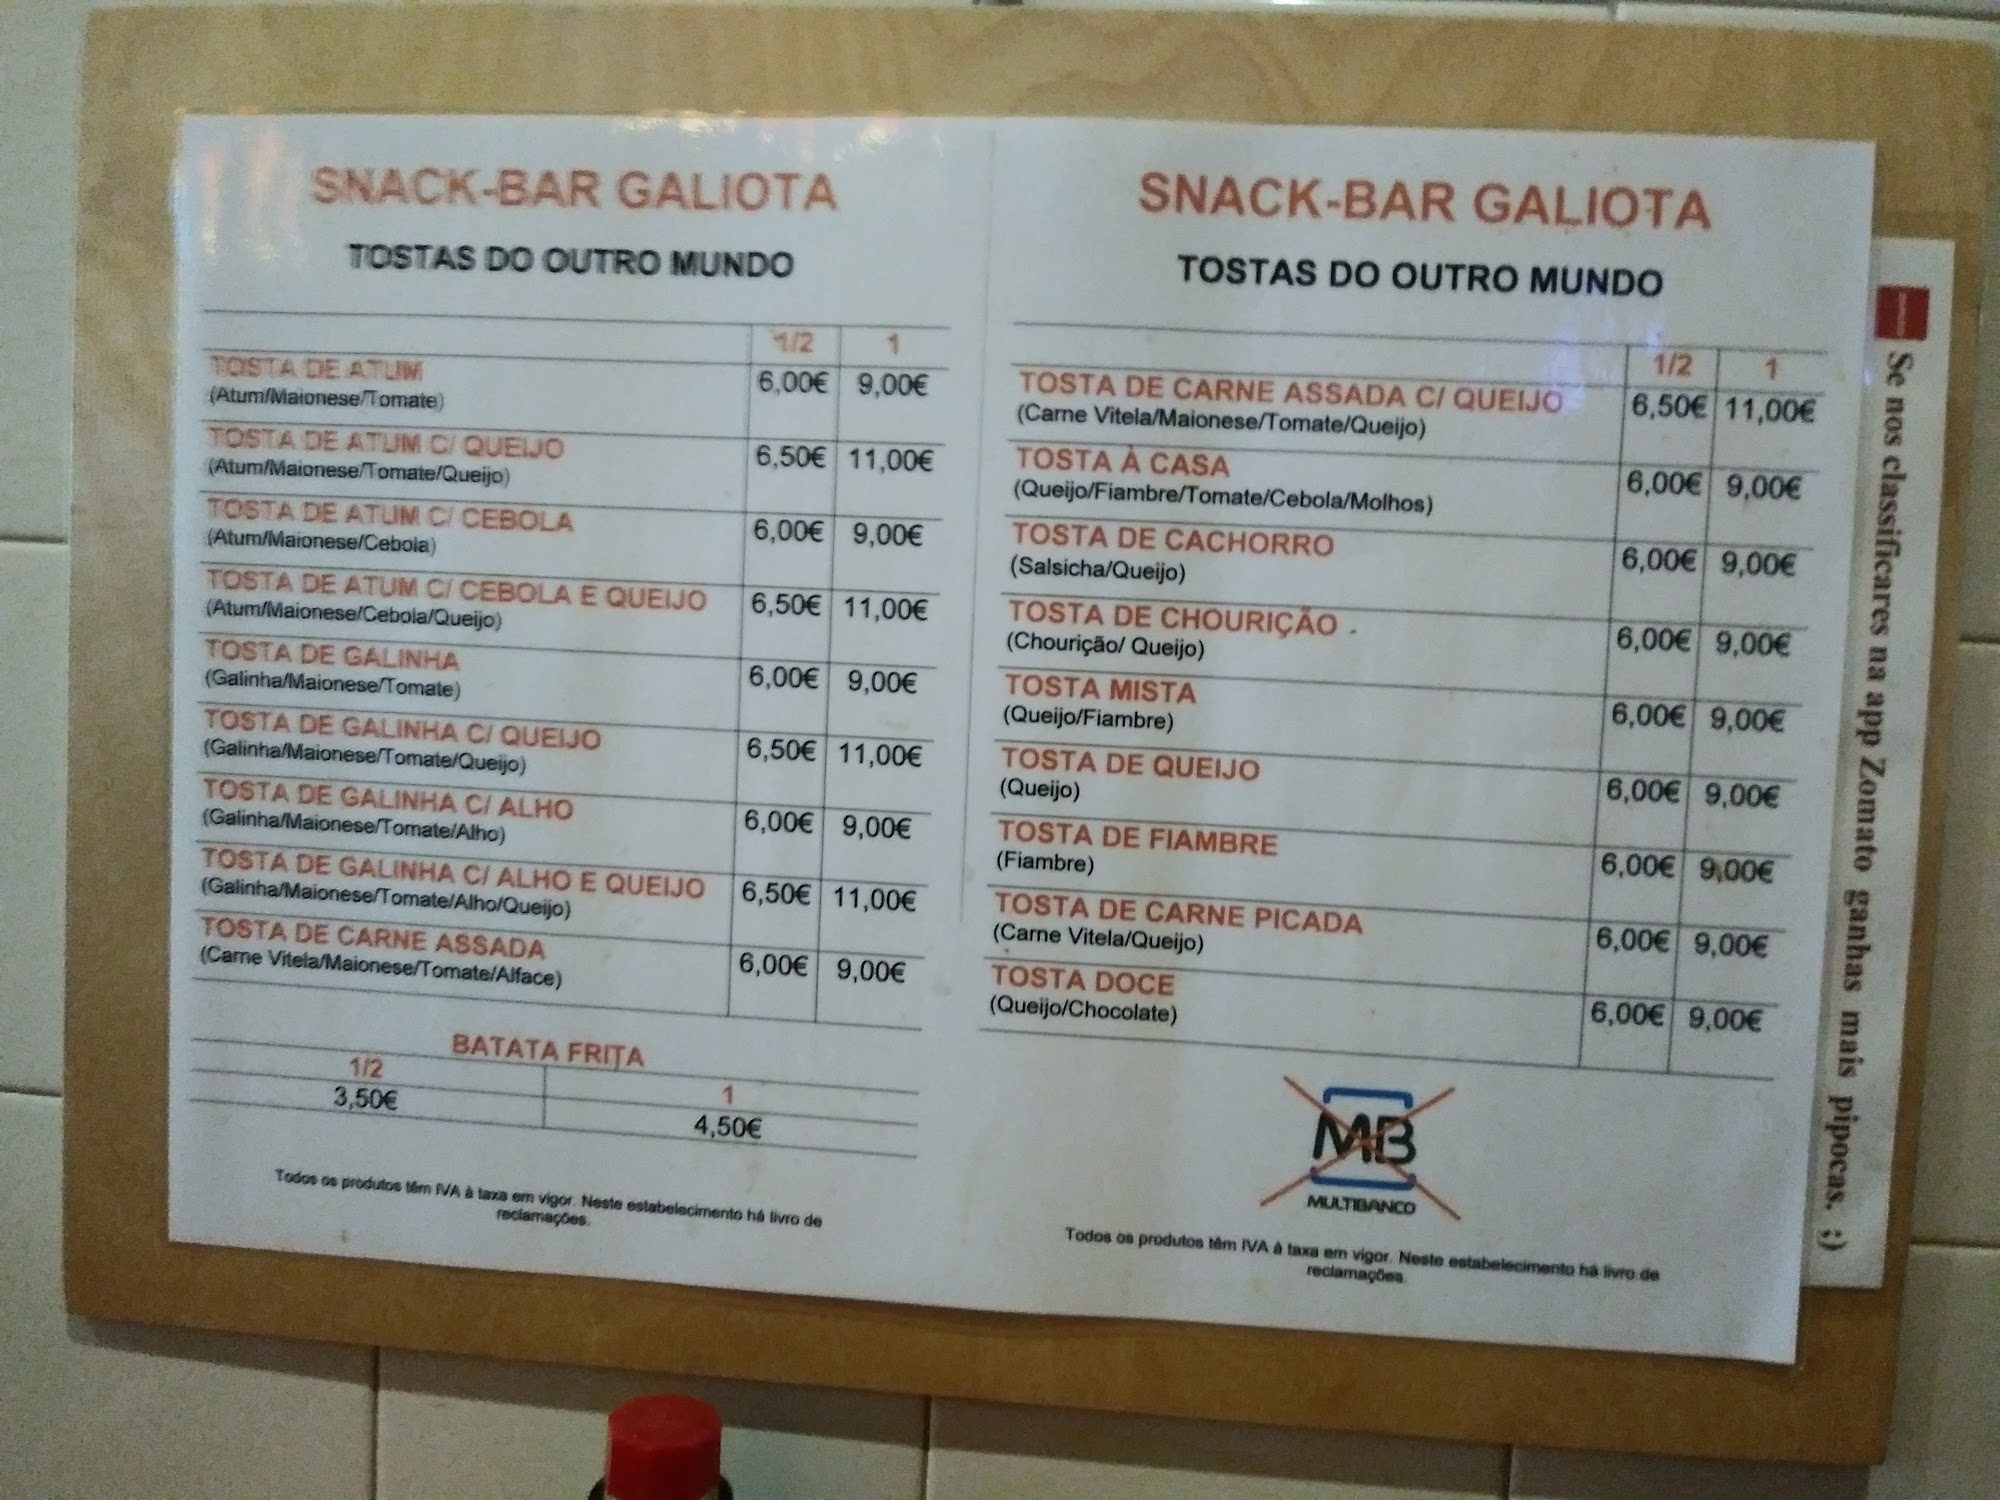 SNACK-BAR GALIOTA
TOSTAS DO OUTRO MUNDO
1/2 1
TOSTA DE ATUM
(Atum/Maionese/Tomate)
6,00€ 9,00€
TOSTA DE ATUM C/ QUEIJO
(Atum/Maionese/Tomate/Queijo)
6,50€ 11,00€
TOSTA DE ATUM C/ CEBOLA
(Atum/Maionese/Cebola)
6,00€ 9,00€
TOSTA DE ATUM C/ CEBOLA E QUEIJO
(Atum/Maionese/Cebola/Queijo)
6,50€ 11,00€
TOSTA DE GALINHA
(Galinha/Maionese/Tomate)
6,00€ 9,00€
TOSTA DE GALINHA C/ QUEIJO
(Galinha/Maionese/Tomate/Queijo)
6,50€ 11,00€
TOSTA DE GALINHA C/ ALHO
(Galinha/Maionese/Tomate/Alho)
6,00€ 9,00€
TOSTA DE GALINHA C/ ALHO E QUEIJO
(Galinha/Maionese/Tomate/Alho/Queijo)
6,50€ 11,00€
TOSTA DE CARNE ASSADA
(Carne Vitela/Maionese/Tomate/Alface)
6,00€ 9,00€
BATATA FRITA
1/2 1
3,50€ 4,50€
Todos os produtos têm IVA à taxa em vigor. Neste estabelecimento há livro de
reclamações.
SNACK-BAR GALIOTA
TOSTAS DO OUTRO MUNDO
1/2 1
TOSTA DE CARNE ASSADA C/ QUEIJO
(Carne Vitela/Maionese/Tomate/Queijo)
6,50€ 11,00€
TOSTA À CASA
(Queijo/Fiambre/Tomate/Cebola/Molhos)
6,00€ 9,00€
TOSTA DE CACHORRO
(Salsicha/Queijo)
6,00€ 9,00€
TOSTA DE CHOURIÇÃO
(Chourição/ Queijo)
6,00€ 9,00€
TOSTA MISTA
(Queijo/Fiambre)
6,00€ 9,00€
TOSTA DE QUEIJO
(Queijo)
6,00€ 9,00€
TOSTA DE FIAMBRE
(Fiambre)
6,00€ 9,00€
TOSTA DE CARNE PICADA
(Carne Vitela/Queijo)
6,00€ 9,00€
TOSTA DOCE
(Queijo/Chocolate)
6,00€ 9,00€
MB
MULTIBANCO
Todos os produtos têm IVA à taxa em vigor. Neste estabelecimento há livro de
reclamações.
Se nos classificares na app Zomato ganhas mais pipocas. ;)